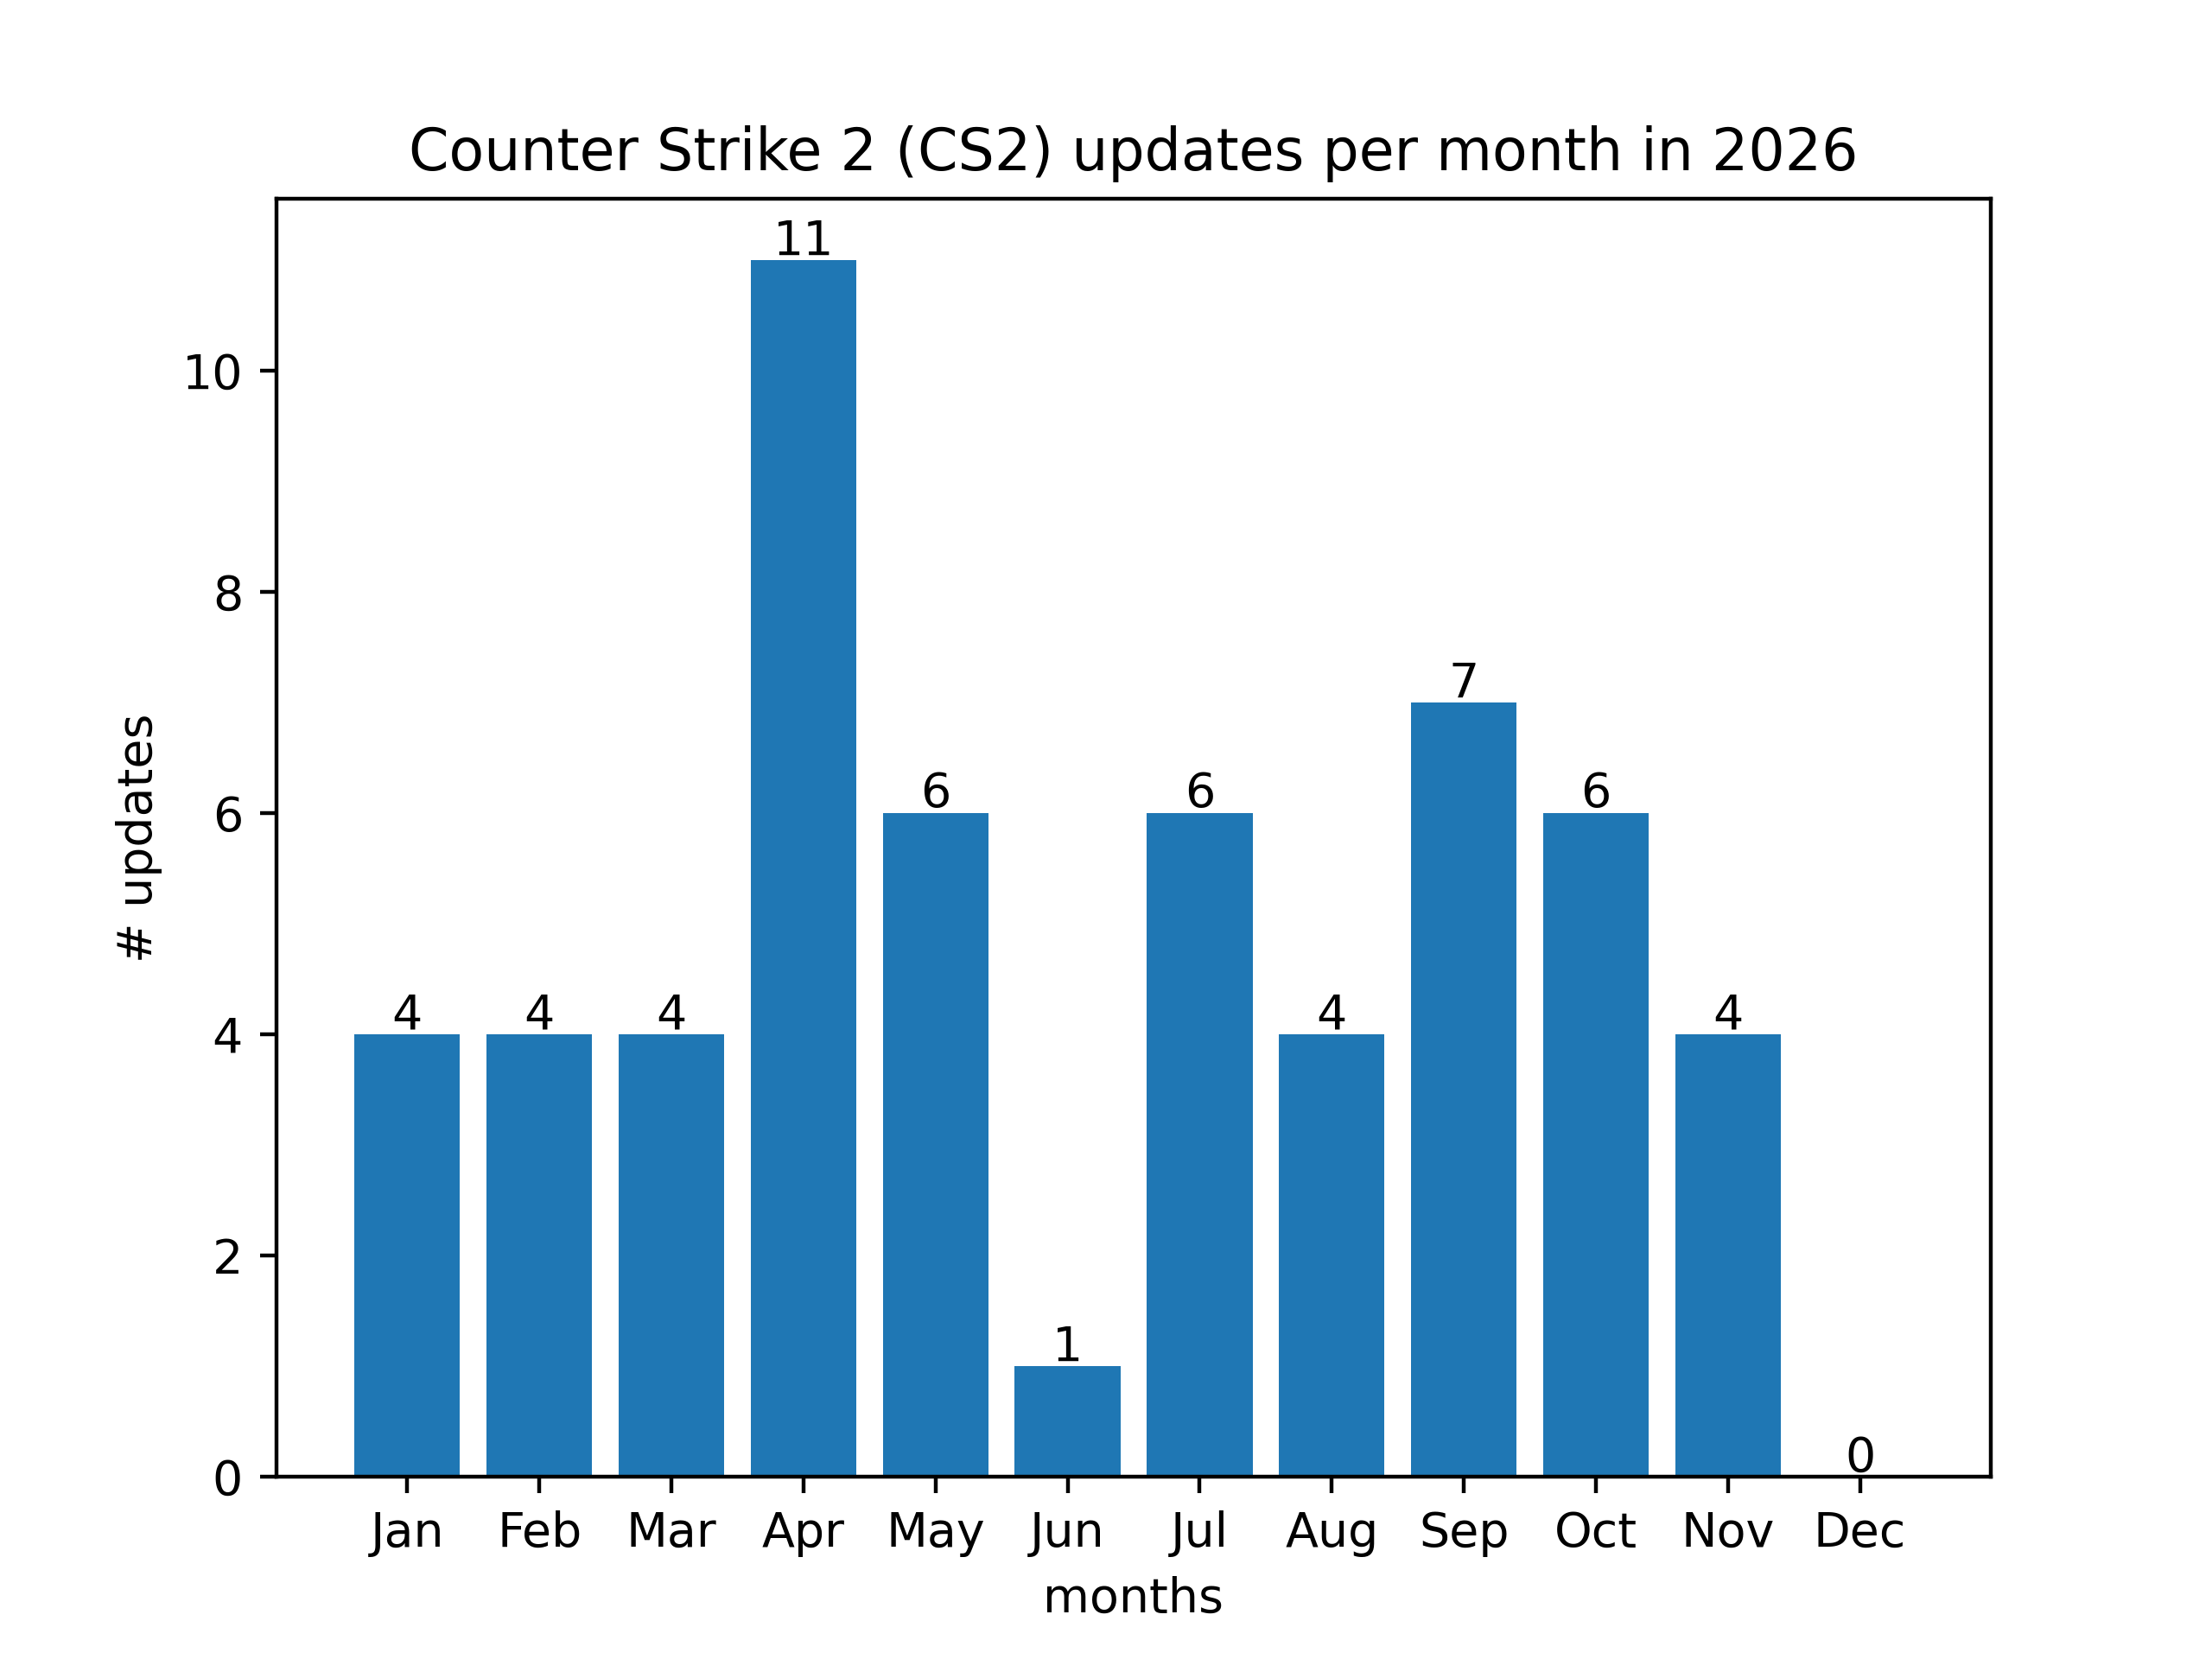 Counter Strike 2 (CS2) updates per month in 2026
11
10
8
7
6 6 6
6
# updates
4 4 4 4 4
4
2
1
0
0
Jan Feb Mar Apr May Jun Jul Aug Sep Oct Nov Dec
months